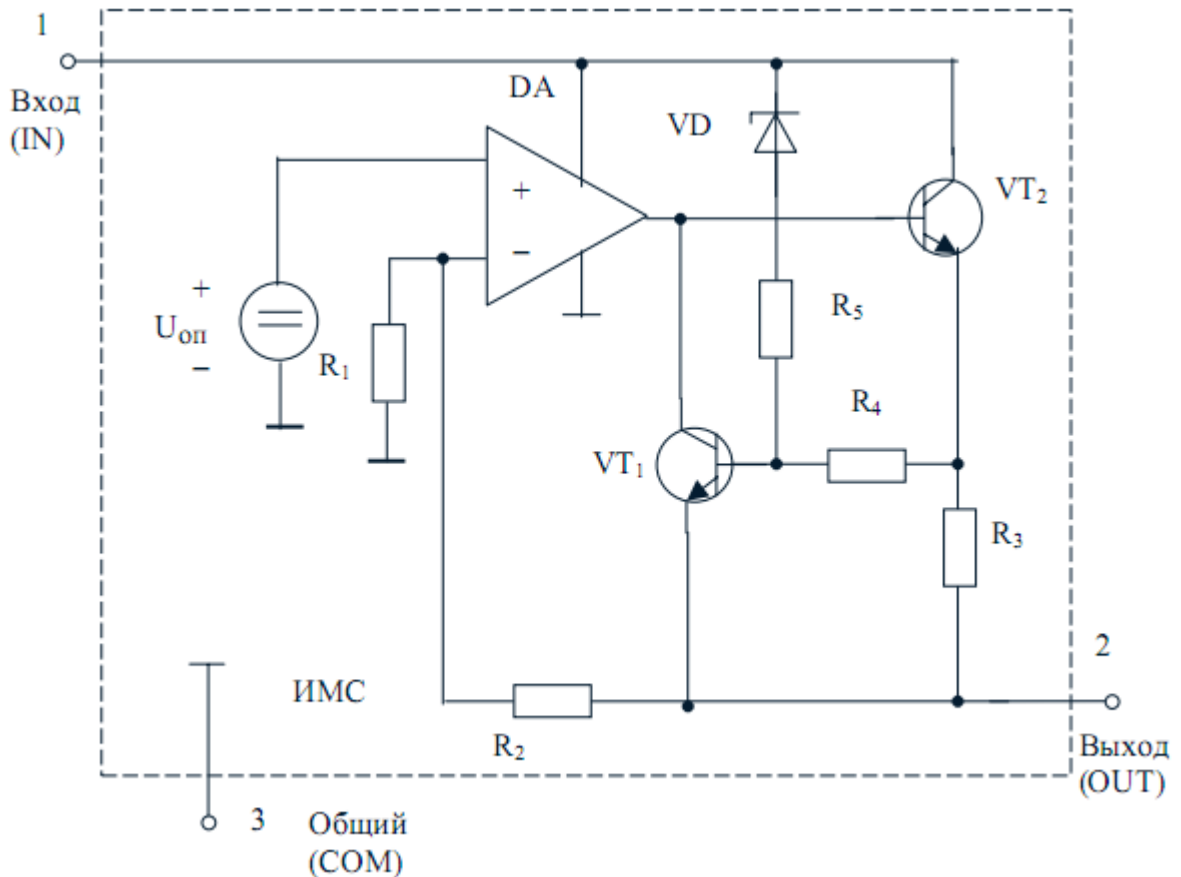 1
Вход
(IN)
DA
VD
VT₂
+
−
+
Uоп
−
R₁
R₅
R₄
VT₁
R₃
2
ИМС
R₂
Выход
(OUT)
3 Общий
(COM)